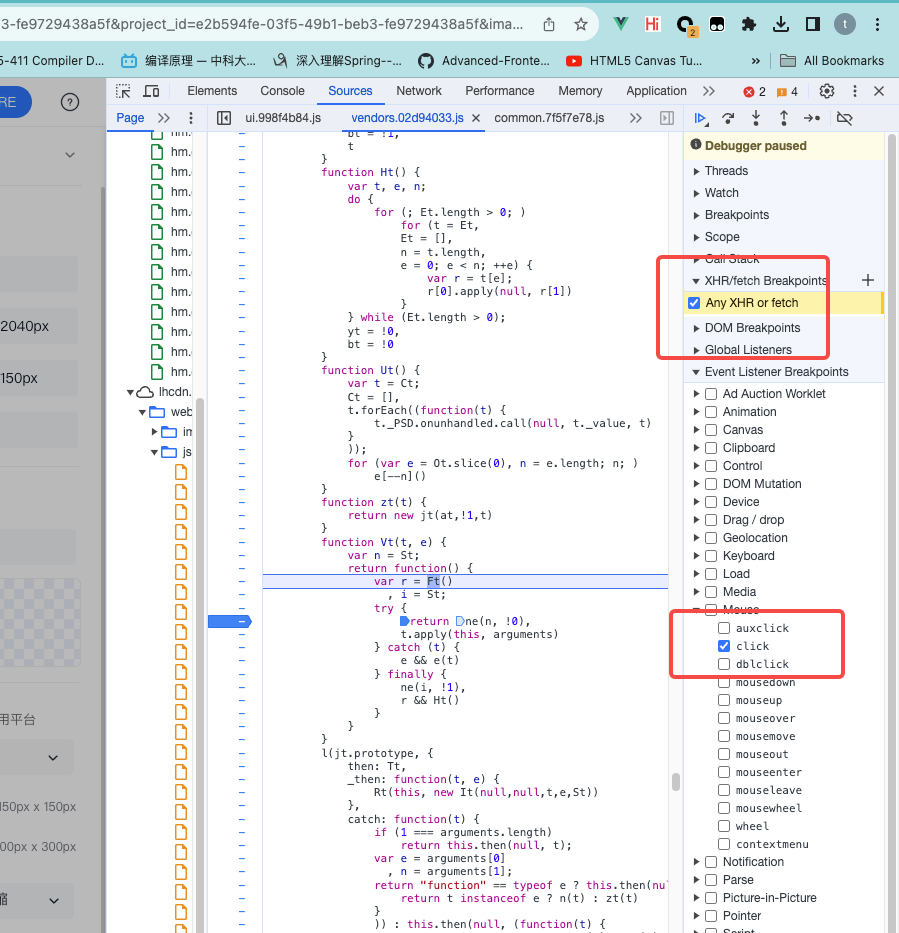 3-fe9729438a5f&project_id=e2b594fe-03f5-49b1-beb3-fe9729438a5f&ima...
Hi
2
t
5-411 Compiler D...
编译原理 — 中科大...
深入理解Spring--...
Advanced-Fronte...
HTML5 Canvas Tu...
»
All Bookmarks
RE
?
Elements
Console
Sources
Network
Performance
Memory
Application
2
4
Page
ui.998f4b84.js
vendors.02d94033.js
common.7f5f7e78.js
2040px
150px
用平台
150px x 150px
00px x 300px
缩
hm.
hm.
hm.
hm.
hm.
hm.
hm.
hm.
hm.
hm.
hm.
hm.
hm.
lhcdn.
web
im
js
bt = !1,
t
}
function Ht() {
var t, e, n;
do {
for (; Et.length > 0; )
for (t = Et,
Et = [],
n = t.length,
e = 0; e < n; ++e) {
var r = t[e];
r[0].apply(null, r[1])
}
} while (Et.length > 0);
yt = !0,
bt = !0
}
function Ut() {
var t = Ct;
Ct = [],
t.forEach((function(t) {
t._PSD.onunhandled.call(null, t._value, t)
}
));
for (var e = Ot.slice(0), n = e.length; n; )
e[--n]()
}
function zt(t) {
return new jt(at,!1,t)
}
function Vt(t, e) {
var n = St;
return function() {
var r = Ft()
, i = St;
try {
return ne(n, !0),
t.apply(this, arguments)
} catch (t) {
e && e(t)
} finally {
ne(i, !1),
r && Ht()
}
}
}
l(jt.prototype, {
then: Tt,
_then: function(t, e) {
Rt(this, new It(null,null,t,e,St))
},
catch: function(t) {
if (1 === arguments.length)
return this.then(null, t);
var e = arguments[0]
, n = arguments[1];
return "function" == typeof e ? this.then(nu
return t instanceof e ? n(t) : zt(t)
}
)) : this.then(null, (function(t) {
Debugger paused
Threads
Watch
Breakpoints
Scope
Call Stack
XHR/fetch Breakpoints
Any XHR or fetch
DOM Breakpoints
Global Listeners
Event Listener Breakpoints
Ad Auction Worklet
Animation
Canvas
Clipboard
Control
DOM Mutation
Device
Drag / drop
Geolocation
Keyboard
Load
Media
Mouse
auxclick
click
dblclick
mousedown
mouseup
mouseover
mousemove
mouseout
mouseenter
mouseleave
mousewheel
wheel
contextmenu
Notification
Parse
Picture-in-Picture
Pointer
Script